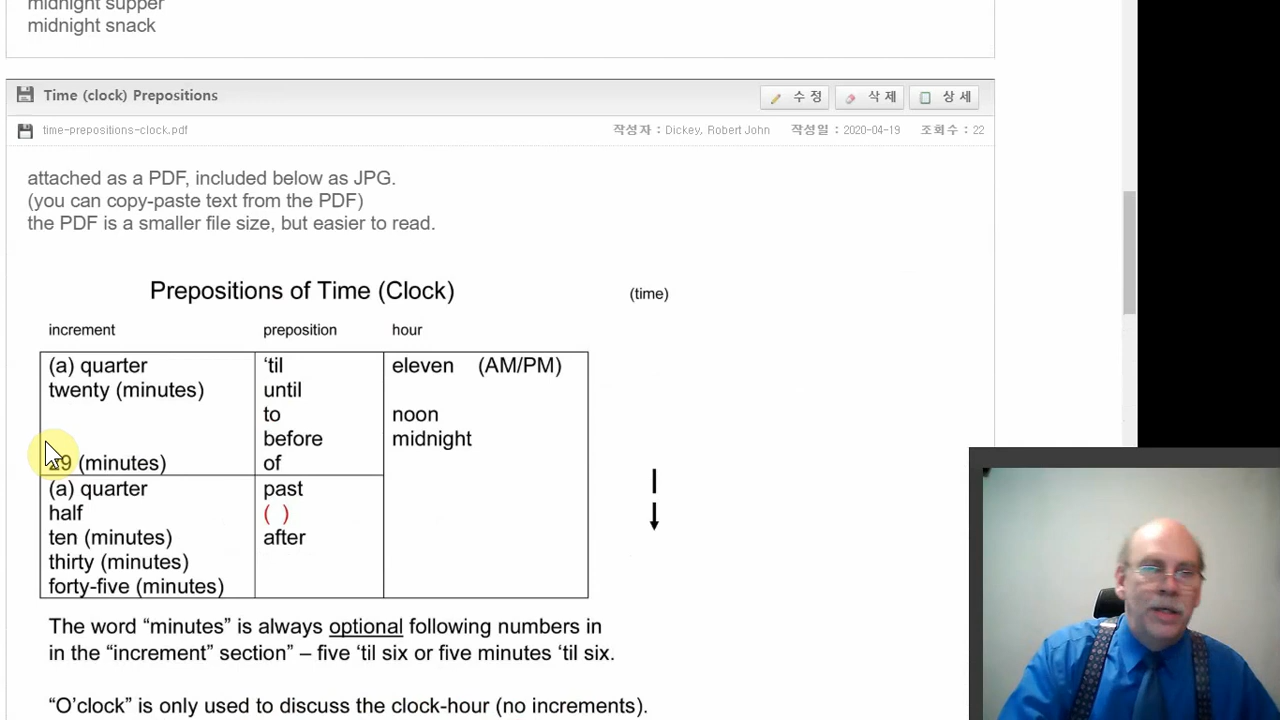 midnight supper
midnight snack
Time (clock) Prepositions
수정 삭제 상세
time-prepositions-clock.pdf 작성자 : Dickey, Robert John 작성일 : 2020-04-19 조회수 : 22
attached as a PDF, included below as JPG.
(you can copy-paste text from the PDF)
the PDF is a smaller file size, but easier to read.
Prepositions of Time (Clock) (time)
increment preposition hour
(a) quarter ‘til eleven (AM/PM)
twenty (minutes) until
to noon
before midnight
(minutes) of
(a) quarter past
half ( )
ten (minutes) after
thirty (minutes)
forty-five (minutes)
The word “minutes” is always optional following numbers in
in the “increment” section” – five ‘til six or five minutes ‘til six.
“O’clock” is only used to discuss the clock-hour (no increments).